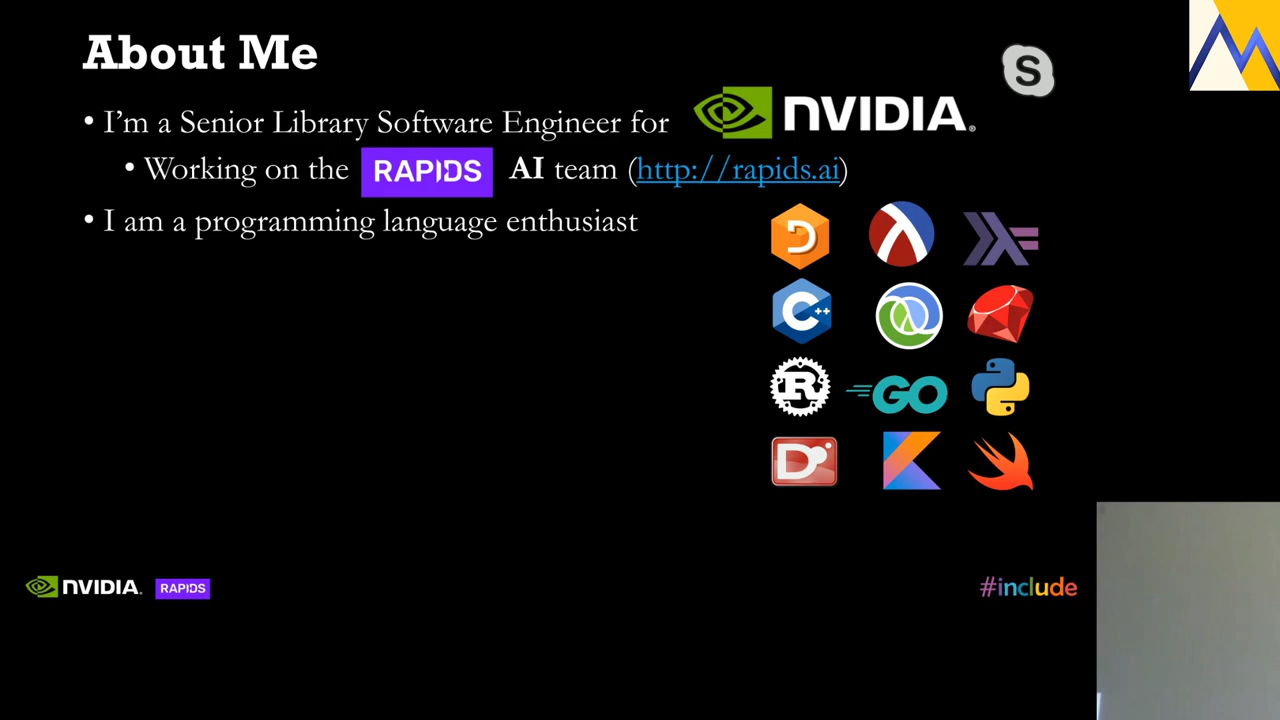 About Me
S
• I'm a Senior Library Software Engineer for NVIDIA.
• Working on the RAPIDS AI team (http://rapids.ai)
• I am a programming language enthusiast
D
C++
R GO
D
NVIDIA. RAPIDS
#include